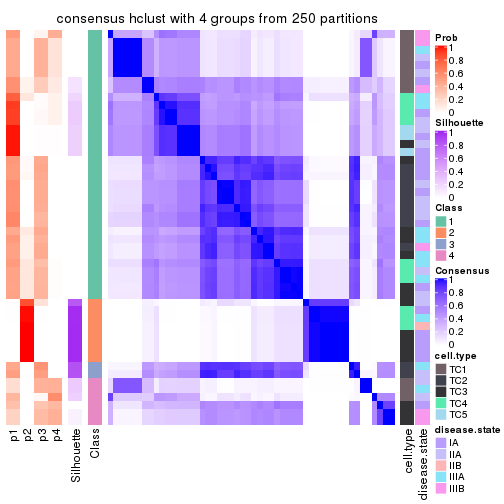 consensus hclust with 4 groups from 250 partitions
Prob
1
0.8
0.6
0.4
0.2
0
Silhouette
1
0.8
0.6
0.4
0.2
0
Class
1
2
3
4
Consensus
1
0.8
0.6
0.4
0.2
0
cell.type
TC1
TC2
TC3
TC4
TC5
disease.state
IA
IIA
IIB
IIIA
IIIB
p1
p2
p3
p4
Silhouette
Class
cell.type
disease.state